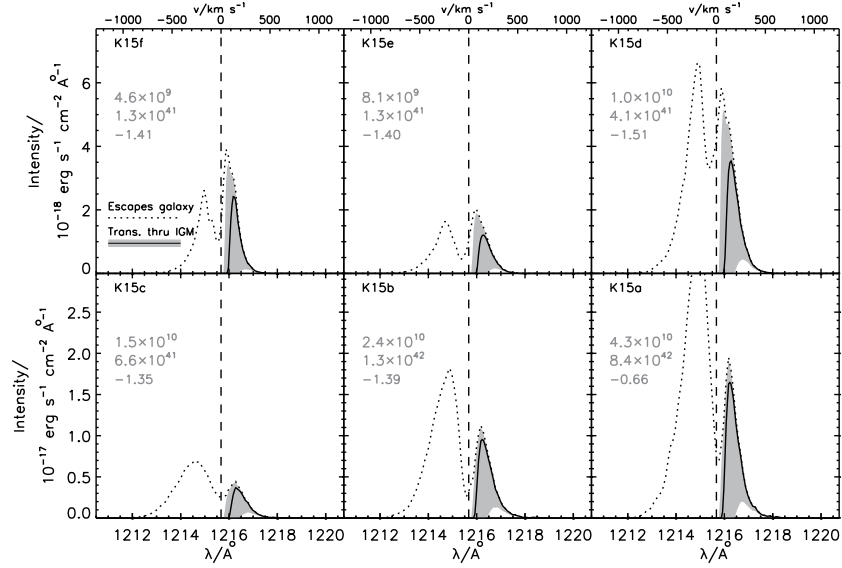 v/km s⁻¹ v/km s⁻¹ v/km s⁻¹
−1000 −500 0 500 1000 −1000 −500 0 500 1000 −1000 −500 0 500 1000
K15f K15e K15d
4.6×10⁹ 8.1×10⁹ 1.0×10¹⁰
1.3×10⁴¹ 1.3×10⁴¹ 4.1×10⁴¹
−1.41 −1.40 −1.51
Escapes galaxy
Trans. thru IGM
6
4
2
0
Intensity/
10⁻¹⁸ erg s⁻¹ cm⁻² Å⁻¹
K15c K15b K15a
1.5×10¹⁰ 2.4×10¹⁰ 4.3×10¹⁰
6.6×10⁴¹ 1.3×10⁴² 8.4×10⁴²
−1.35 −1.39 −0.66
2.5
2.0
1.5
1.0
0.5
0.0
Intensity/
10⁻¹⁷ erg s⁻¹ cm⁻² Å⁻¹
1212 1214 1216 1218 1220 1212 1214 1216 1218 1220 1212 1214 1216 1218 1220
λ/Å λ/Å λ/Å